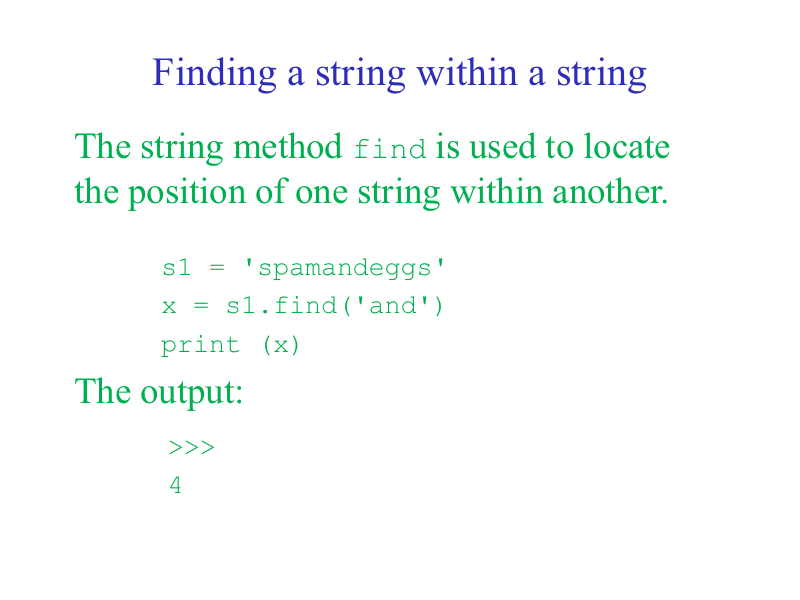 Finding a string within a string
The string method find is used to locate
the position of one string within another.
s1 = 'spamandeggs'
x = s1.find('and')
print (x)
The output:
>>>
4